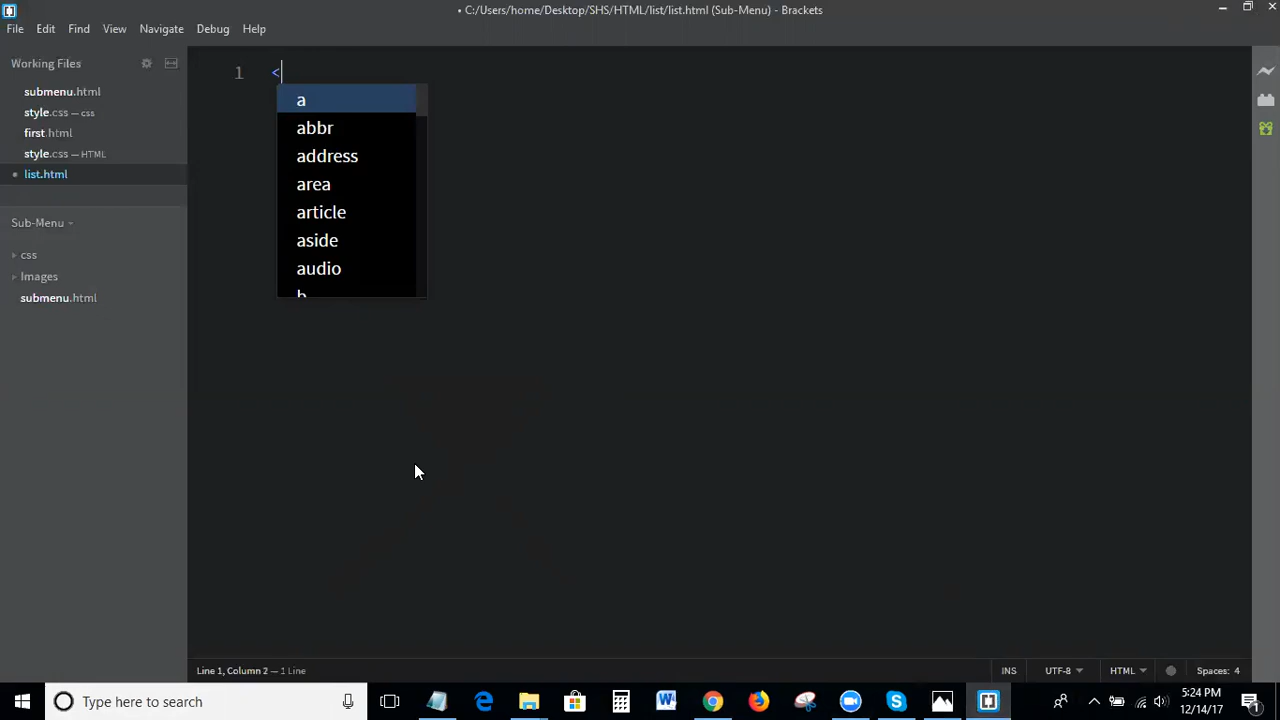 • C:/Users/home/Desktop/SHS/HTML/list/list.html (Sub-Menu) - Brackets
File Edit Find View Navigate Debug Help
Working Files
submenu.html
style.css — css
first.html
style.css — HTML
• list.html
Sub-Menu
css
Images
submenu.html
1 <
a
abbr
address
area
article
aside
audio
b
Line 1, Column 2 — 1 Line
INS UTF-8 HTML Spaces: 4
Type here to search
5:24 PM
12/14/17
1